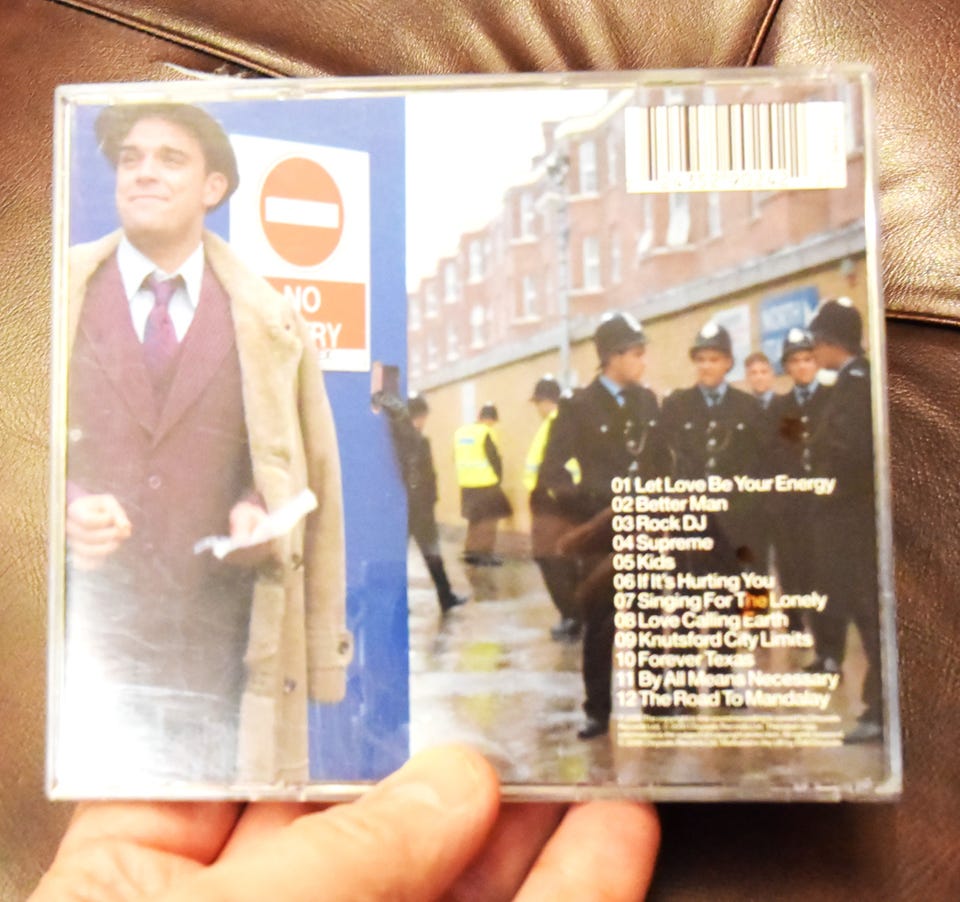 NO
01 Let Love Be Your Energy
02 Better Man
03 Rock DJ
04 Supreme
05 Kids
06 If It's Hurting You
07 Singing For The Lonely
08 Love Calling Earth
09 Knutsford City Limits
10 Forever Texas
11 By All Means Necessary
12 The Road To Mandalay